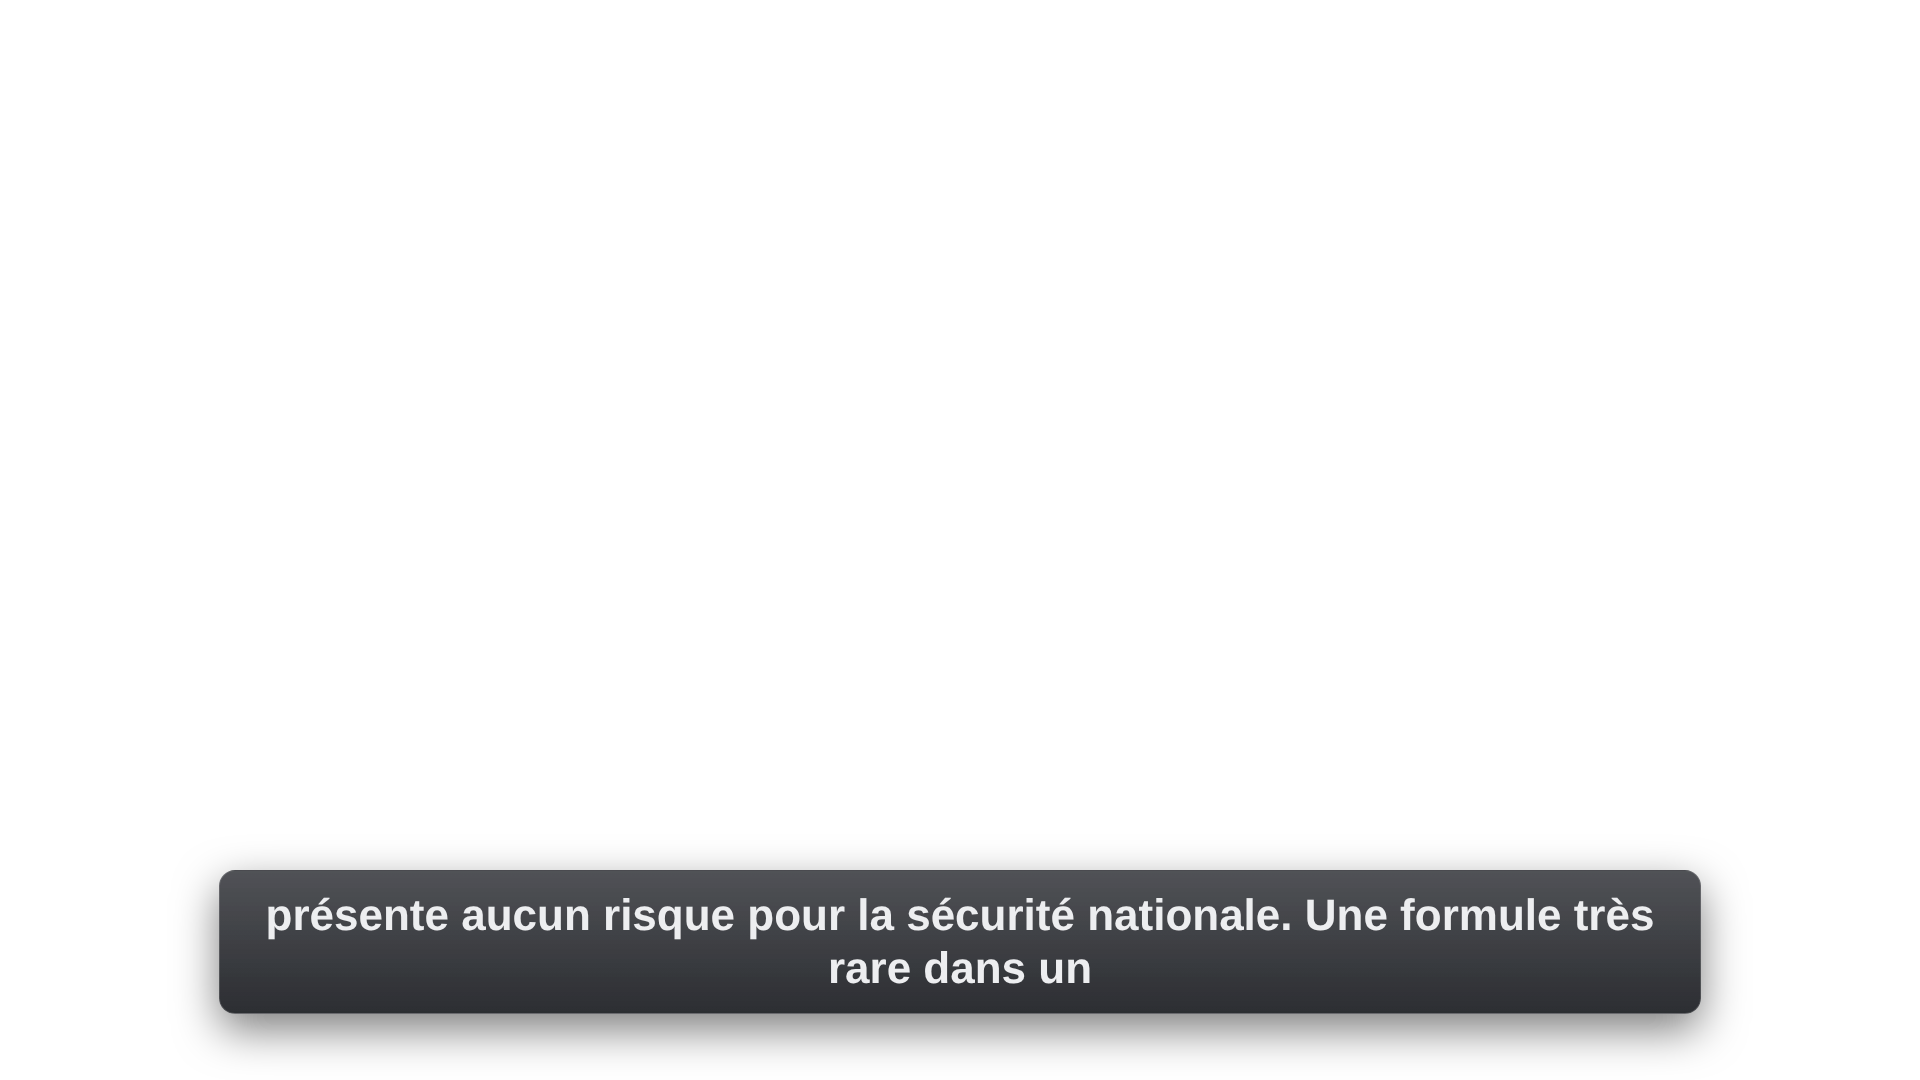 présente aucun risque pour la sécurité nationale. Une formule très
rare dans un